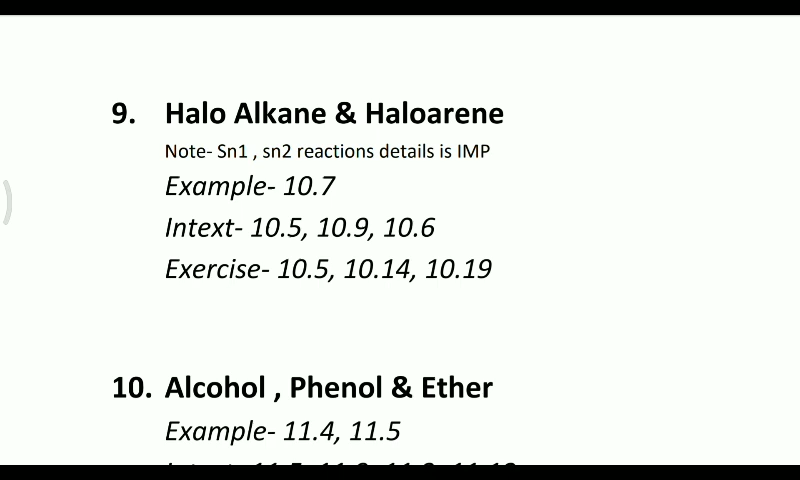 9. Halo Alkane & Haloarene
Note- Sn1 , sn2 reactions details is IMP
Example- 10.7
Intext- 10.5, 10.9, 10.6
Exercise- 10.5, 10.14, 10.19
10. Alcohol , Phenol & Ether
Example- 11.4, 11.5